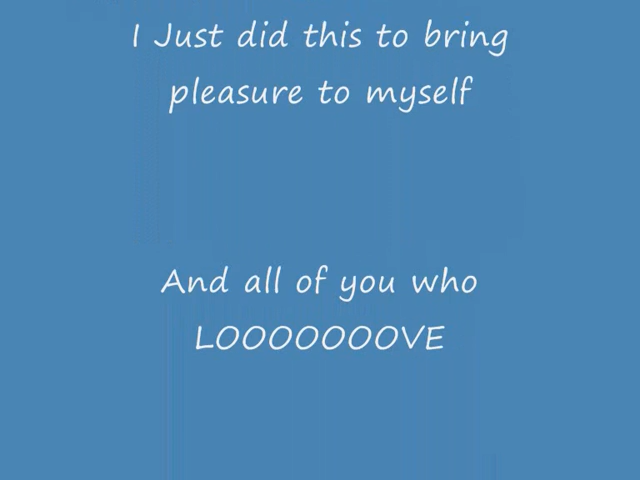 I Just did this to bring
pleasure to myself
And all of you who
LOOOOOOOVE